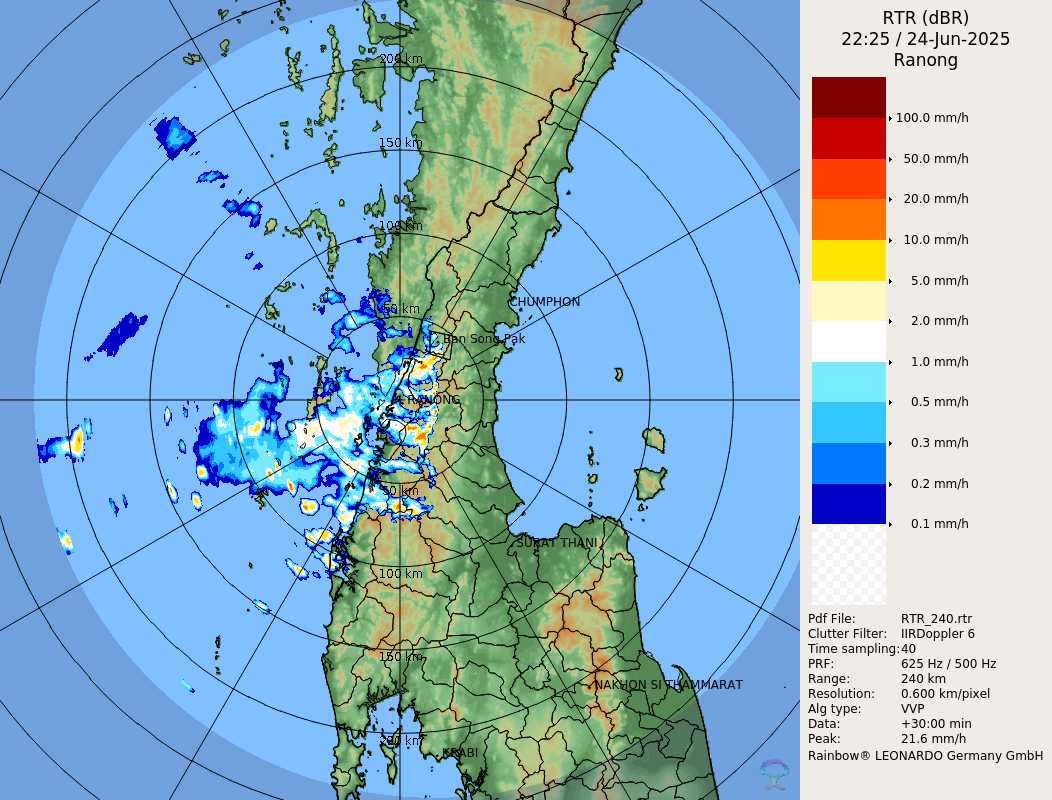 RTR (dBR)
22:25 / 24-Jun-2025
Ranong
100.0 mm/h
50.0 mm/h
20.0 mm/h
10.0 mm/h
5.0 mm/h
2.0 mm/h
1.0 mm/h
0.5 mm/h
0.3 mm/h
0.2 mm/h
0.1 mm/h
Pdf File: RTR_240.rtr
Clutter Filter: IIRDoppler 6
Time sampling:40
PRF: 625 Hz / 500 Hz
Range: 240 km
Resolution: 0.600 km/pixel
Alg type: VVP
Data: +30:00 min
Peak: 21.6 mm/h
Rainbow® LEONARDO Germany GmbH
200 km
150 km
100 km
50 km
CHUMPHON
Ban Song Pak
RANONG
50 km
SURAT THANI
100 km
150 km
NAKHON SI THAMMARAT
200 km
KRABI